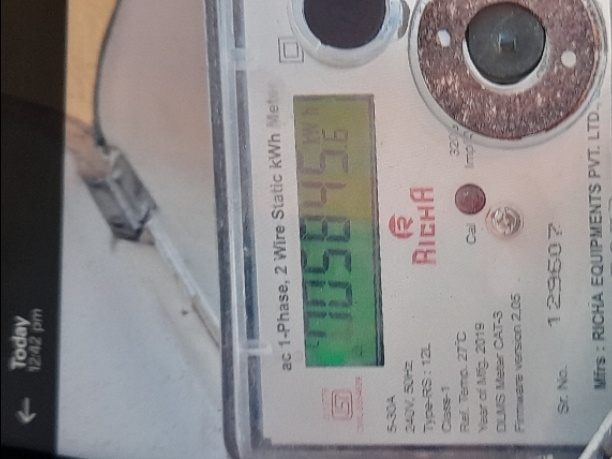 Today
12:42 pm
ac 1-Phase, 2 Wire Static kWh Meter
kWh
RICHA
Cal
5-30A
240V, 50Hz
Type-RS : 12L
Class-1
Ref. Temp. 27°C
Year of Mfg. 2019
DLMS Meter CAT-3
Firmware version 2.05
Sr. No. 129607
Mfrs : RICHA EQUIPMENTS PVT. LTD.